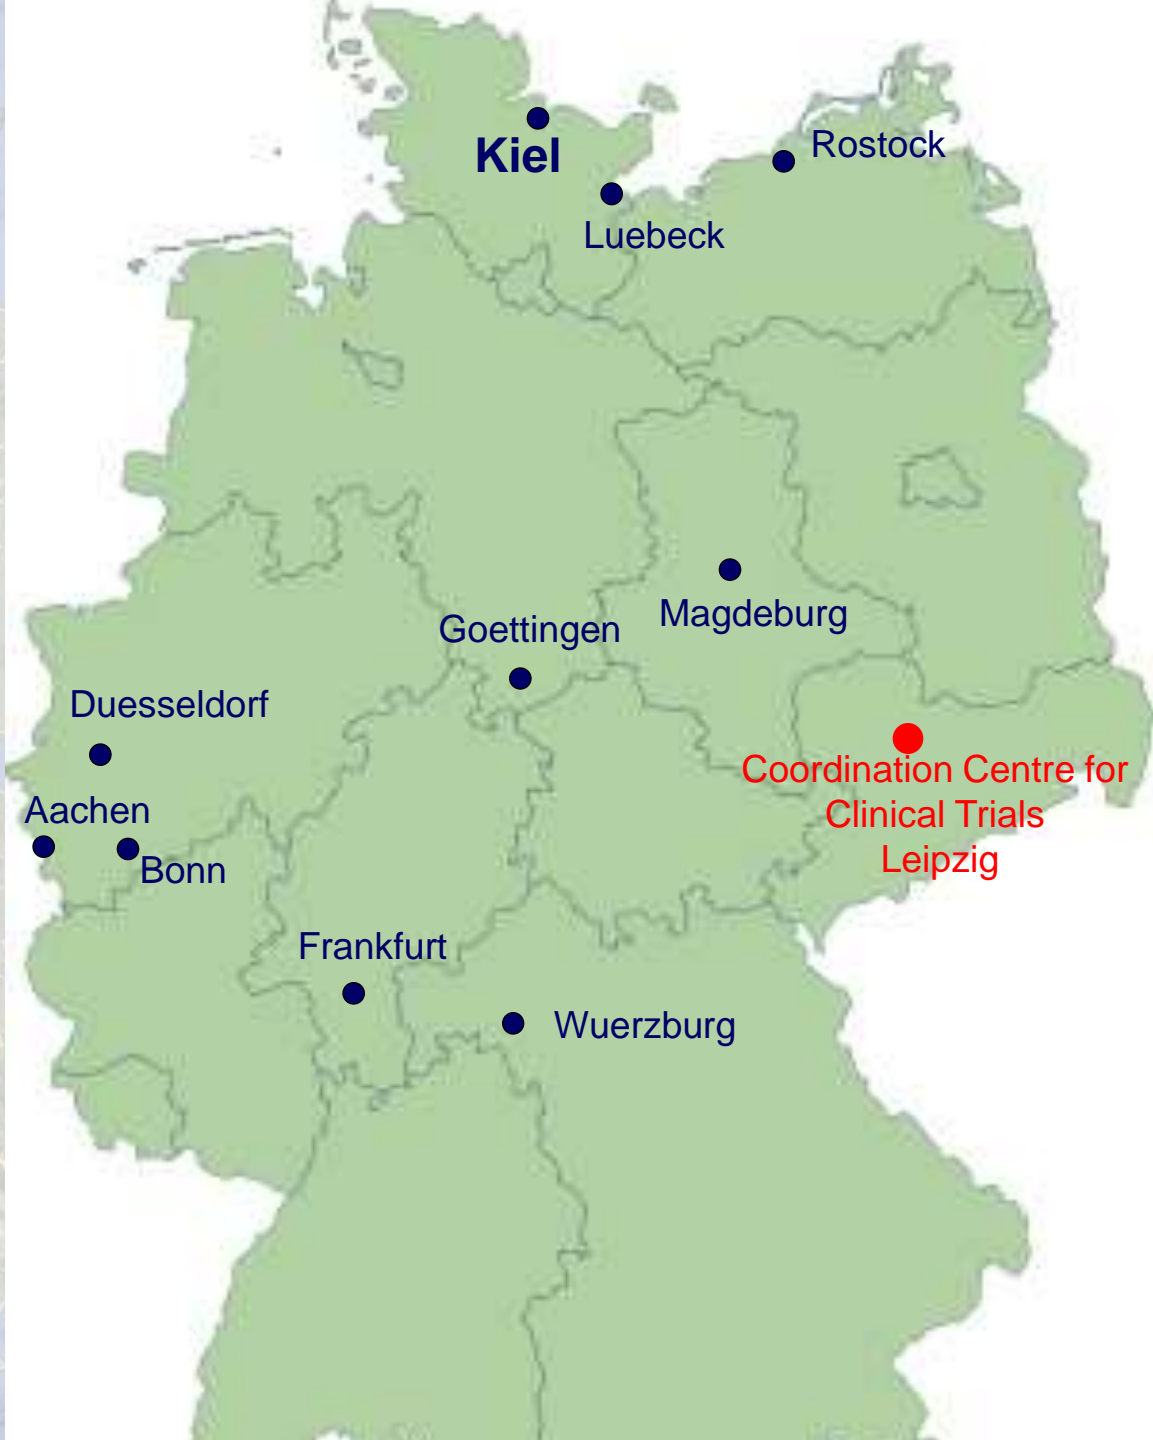 Rostock
Kiel
Luebeck
Magdeburg
Goettingen
Duesseldorf
Coordination Centre for
Clinical Trials
Leipzig
Aachen
Bonn
Frankfurt
Wuerzburg